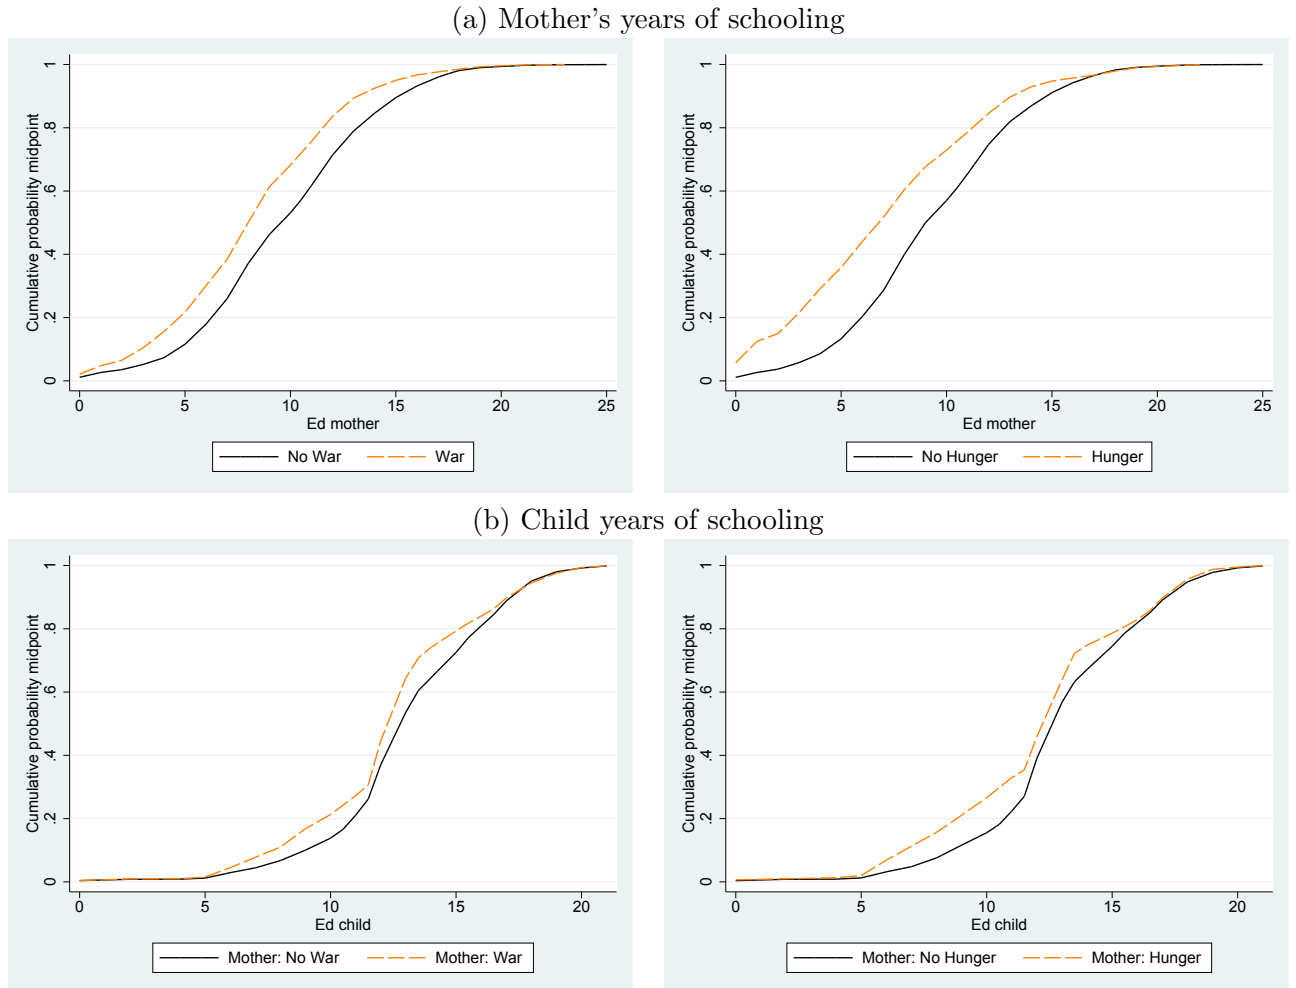 (a) Mother's years of schooling
Cumulative probability midpoint
0 .2 .4 .6 .8 1
0 5 10 15 20 25
Ed mother
No War War
Cumulative probability midpoint
0 .2 .4 .6 .8 1
0 5 10 15 20 25
Ed mother
No Hunger Hunger
(b) Child years of schooling
Cumulative probability midpoint
0 .2 .4 .6 .8 1
0 5 10 15 20
Ed child
Mother: No War Mother: War
Cumulative probability midpoint
0 .2 .4 .6 .8 1
0 5 10 15 20
Ed child
Mother: No Hunger Mother: Hunger